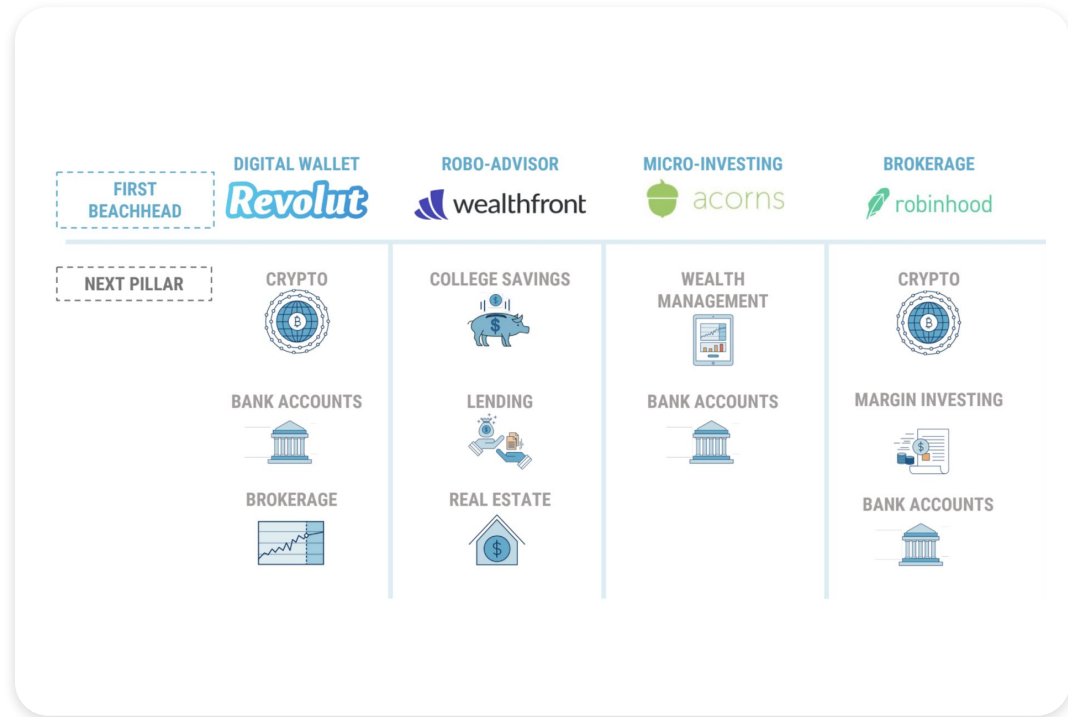 DIGITAL WALLET
ROBO-ADVISOR
MICRO-INVESTING
BROKERAGE
FIRST
BEACHHEAD
Revolut
wealthfront
acorns
robinhood
NEXT PILLAR
CRYPTO
COLLEGE SAVINGS
WEALTH
MANAGEMENT
CRYPTO
BANK ACCOUNTS
LENDING
BANK ACCOUNTS
MARGIN INVESTING
BROKERAGE
REAL ESTATE
BANK ACCOUNTS